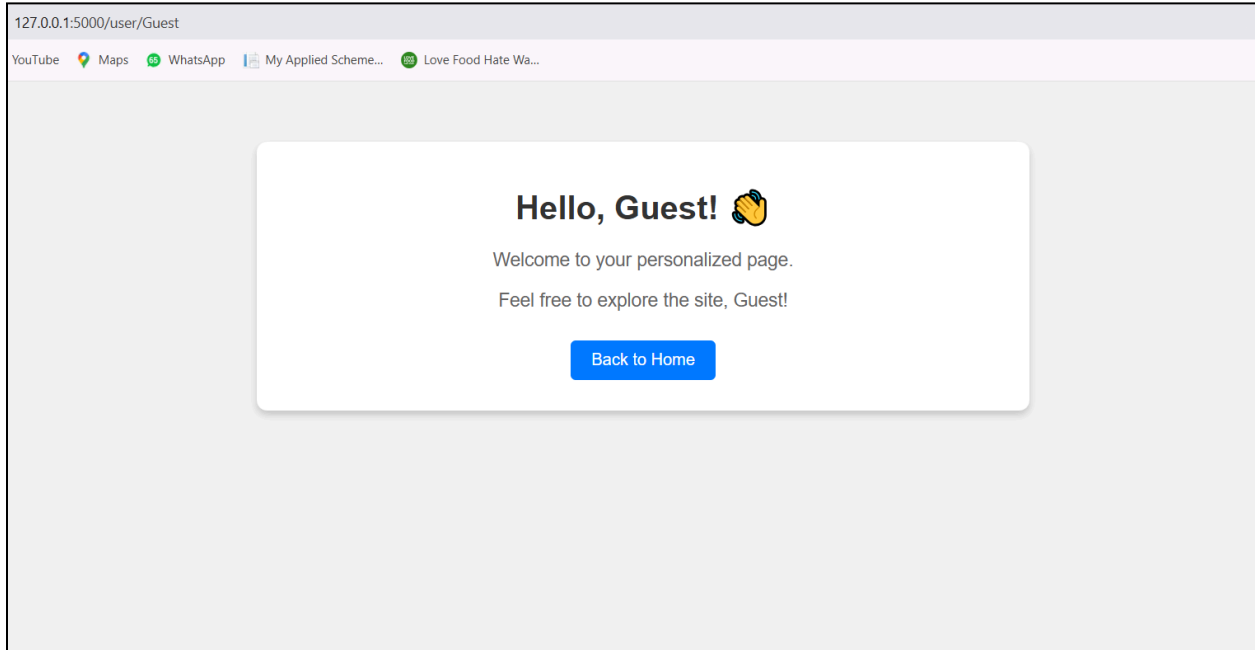 127.0.0.1:5000/user/Guest
YouTube Maps WhatsApp My Applied Scheme... Love Food Hate Wa...
Hello, Guest! 👋
Welcome to your personalized page.
Feel free to explore the site, Guest!
Back to Home